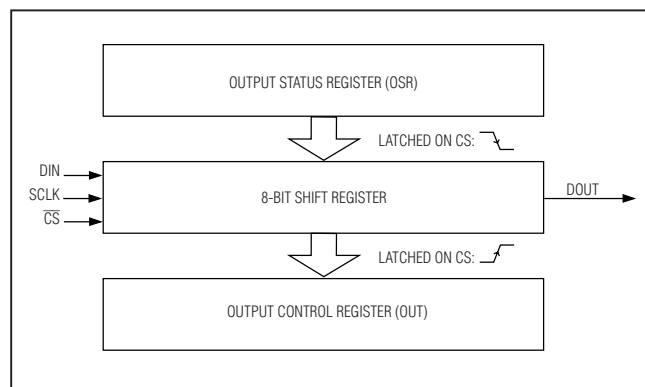 OUTPUT STATUS REGISTER (OSR)
LATCHED ON CS:
DIN
SCLK
C̅S̅
8-BIT SHIFT REGISTER
DOUT
LATCHED ON CS:
OUTPUT CONTROL REGISTER (OUT)